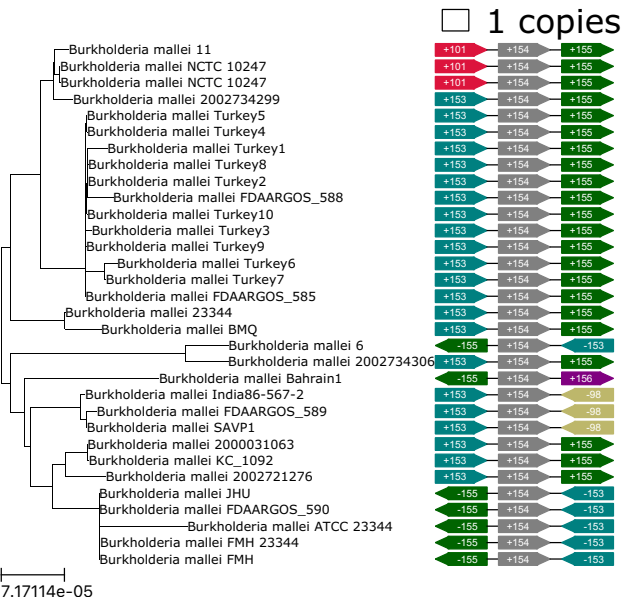 1 copies
Burkholderia mallei 11 +101 +154 +155
Burkholderia mallei NCTC 10247 +101 +154 +155
Burkholderia mallei NCTC 10247 +101 +154 +155
Burkholderia mallei 2002734299 +153 +154 +155
Burkholderia mallei Turkey5 +153 +154 +155
Burkholderia mallei Turkey4 +153 +154 +155
Burkholderia mallei Turkey1 +153 +154 +155
Burkholderia mallei Turkey8 +153 +154 +155
Burkholderia mallei Turkey2 +153 +154 +155
Burkholderia mallei FDAARGOS_588 +153 +154 +155
Burkholderia mallei Turkey10 +153 +154 +155
Burkholderia mallei Turkey3 +153 +154 +155
Burkholderia mallei Turkey9 +153 +154 +155
Burkholderia mallei Turkey6 +153 +154 +155
Burkholderia mallei Turkey7 +153 +154 +155
Burkholderia mallei FDAARGOS_585 +153 +154 +155
Burkholderia mallei 23344 +153 +154 +155
Burkholderia mallei BMQ +153 +154 +155
Burkholderia mallei 6 -155 +154 -153
Burkholderia mallei 2002734306 +153 +154 +155
Burkholderia mallei Bahrain1 -155 +154 +156
Burkholderia mallei India86-567-2 +153 +154 -98
Burkholderia mallei FDAARGOS_589 +153 +154 -98
Burkholderia mallei SAVP1 +153 +154 -98
Burkholderia mallei 2000031063 +153 +154 +155
Burkholderia mallei KC_1092 +153 +154 +155
Burkholderia mallei 2002721276 +153 +154 +155
Burkholderia mallei JHU -155 +154 -153
Burkholderia mallei FDAARGOS_590 -155 +154 -153
Burkholderia mallei ATCC 23344 -155 +154 -153
Burkholderia mallei FMH 23344 -155 +154 -153
Burkholderia mallei FMH -155 +154 -153
7.17114e-05